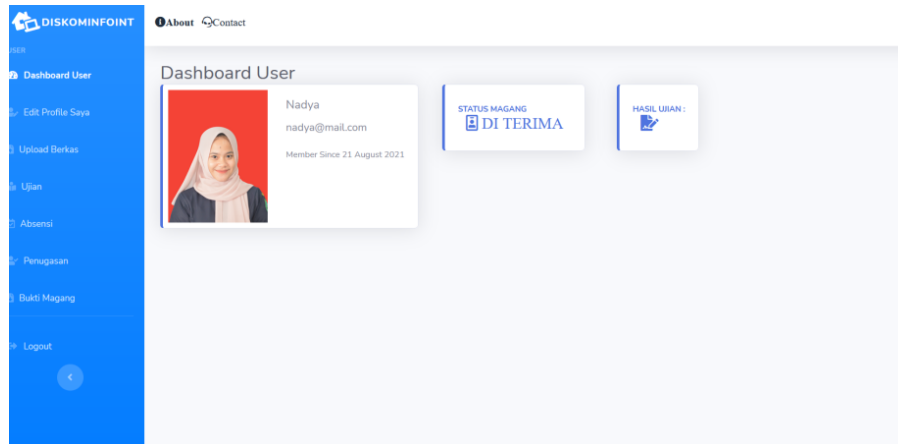 DISKOMINFOINT
About Contact
USER
Dashboard User
Edit Profile Saya
Upload Berkas
Ujian
Absensi
Penugasan
Bukti Magang
Logout
Dashboard User
Nadya
nadya@mail.com
Member Since 21 August 2021
STATUS MAGANG
DI TERIMA
HASIL UJIAN :